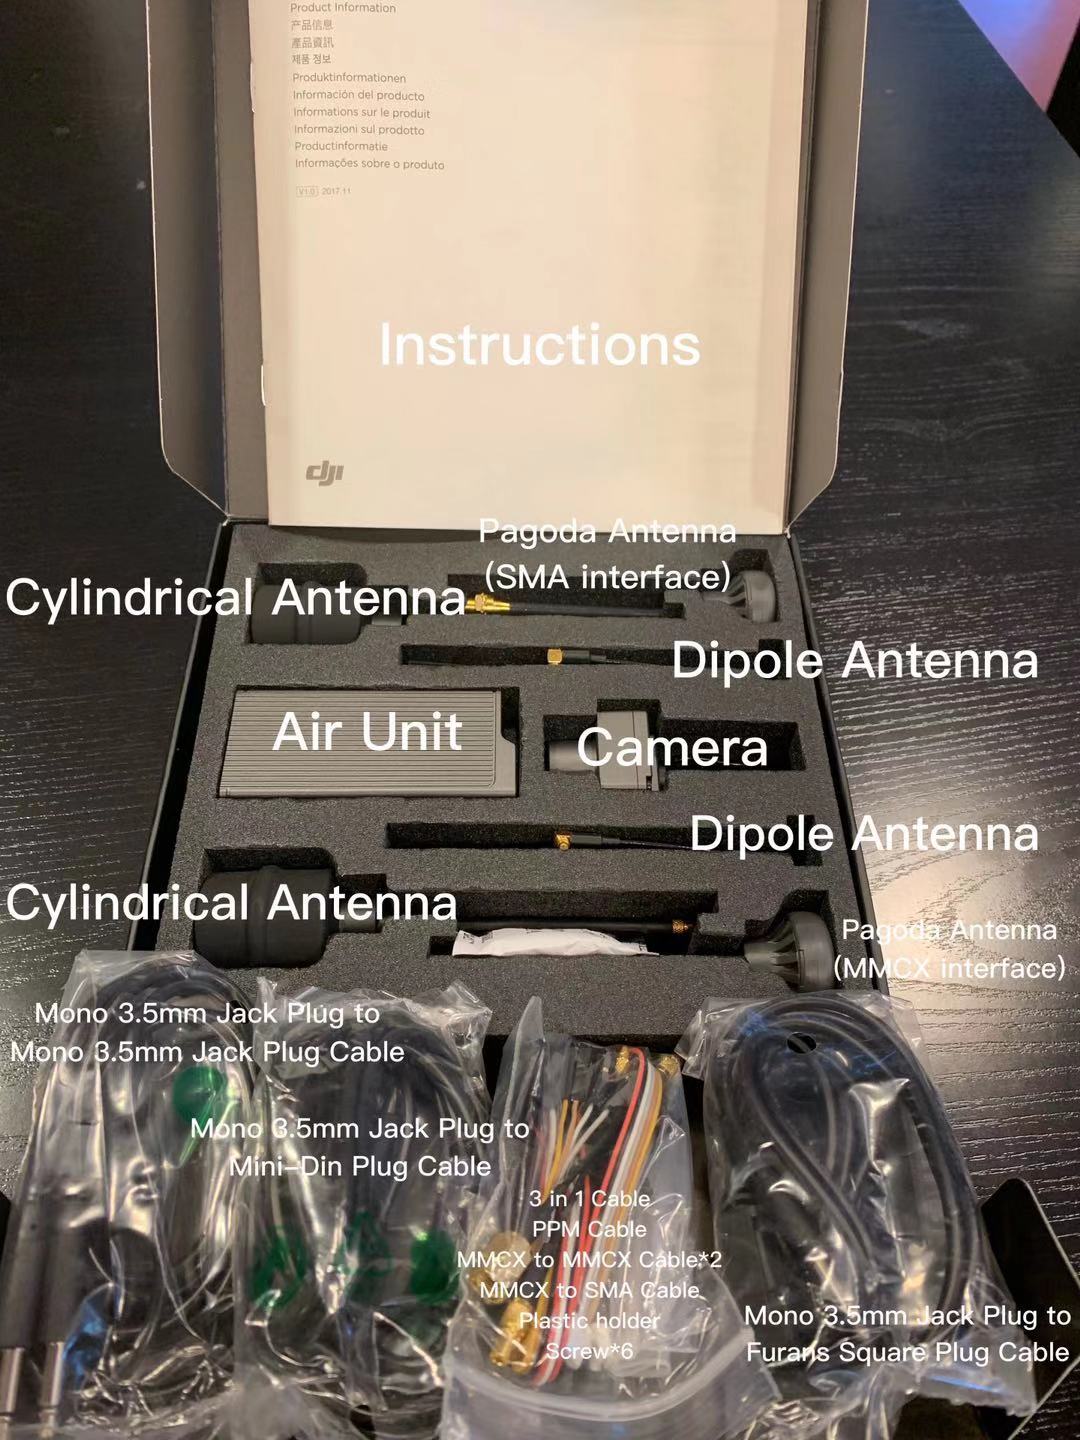 Product Information
产品信息
產品資訊
제품 정보
Produktinformationen
Información del producto
Informations sur le produit
Informazioni sul prodotto
Productinformatie
Informações sobre o produto
V1.0 2017.11
Instructions
dji
Pagoda Antenna
(SMA interface)
Cylindrical Antenna
Dipole Antenna
Air Unit
Camera
Dipole Antenna
Cylindrical Antenna
Pagoda Antenna
(MMCX interface)
Mono 3.5mm Jack Plug to
Mono 3.5mm Jack Plug Cable
Mono 3.5mm Jack Plug to
Mini-Din Plug Cable
3 in 1 Cable
PPM Cable
MMCX to MMCX Cable*2
MMCX to SMA Cable
Plastic holder
Screw*6
Mono 3.5mm Jack Plug to
Furans Square Plug Cable